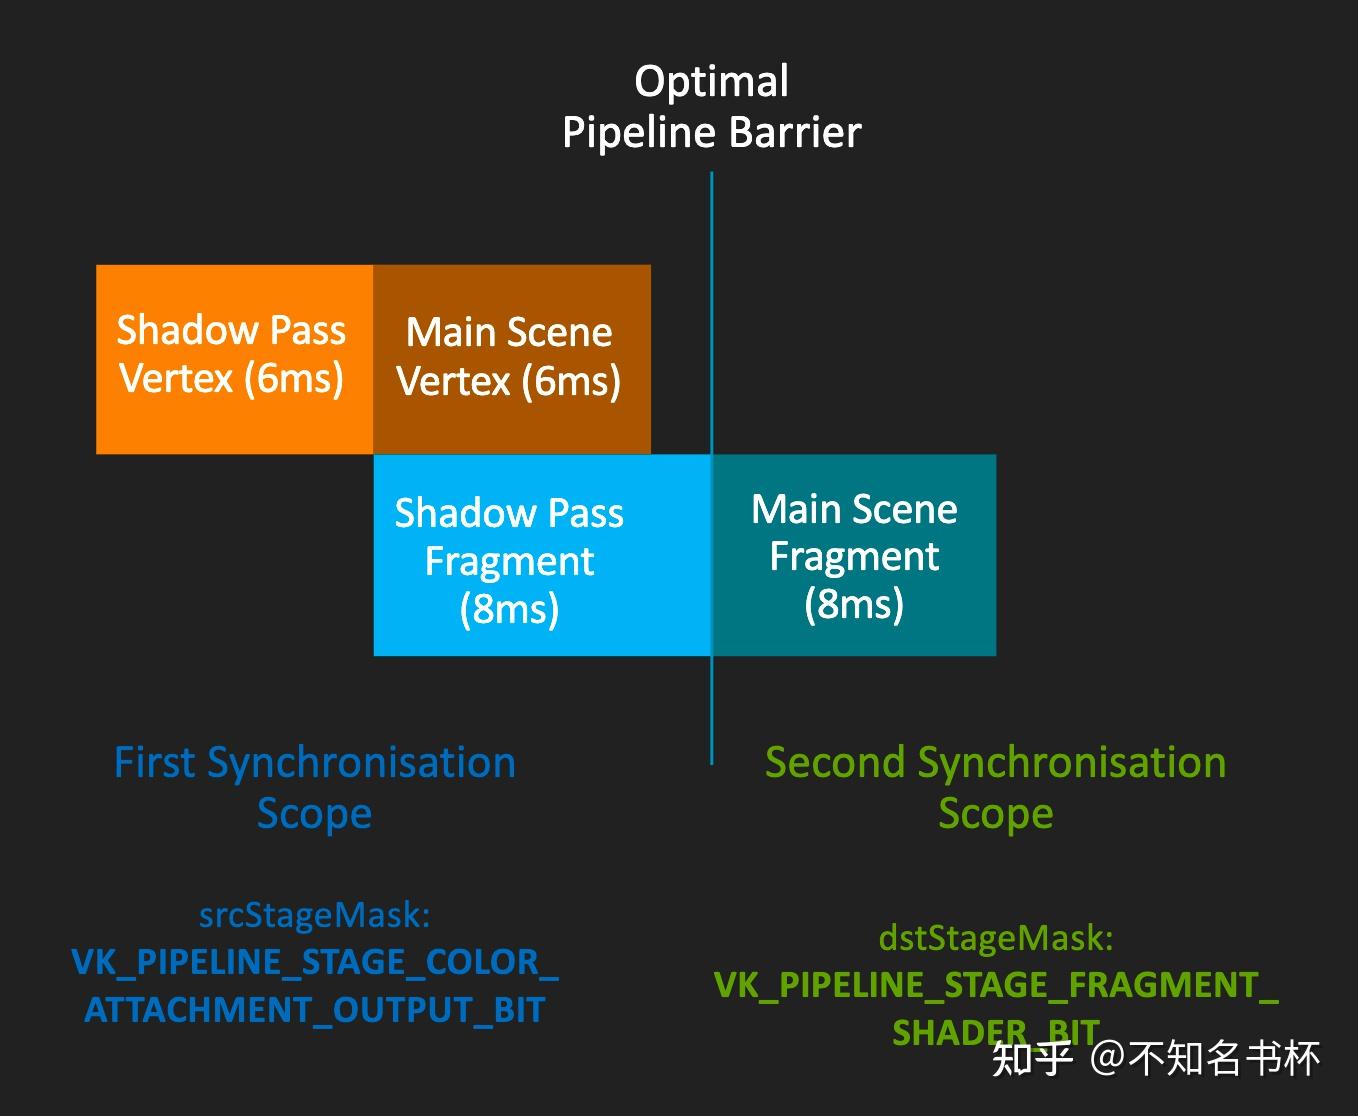 Optimal
Pipeline Barrier
Shadow Pass
Vertex (6ms)
Main Scene
Vertex (6ms)
Shadow Pass
Fragment
(8ms)
Main Scene
Fragment
(8ms)
First Synchronisation
Scope
Second Synchronisation
Scope
srcStageMask:
VK_PIPELINE_STAGE_COLOR_
ATTACHMENT_OUTPUT_BIT
dstStageMask:
VK_PIPELINE_STAGE_FRAGMENT_
SHADER_BIT
知乎 @不知名书杯